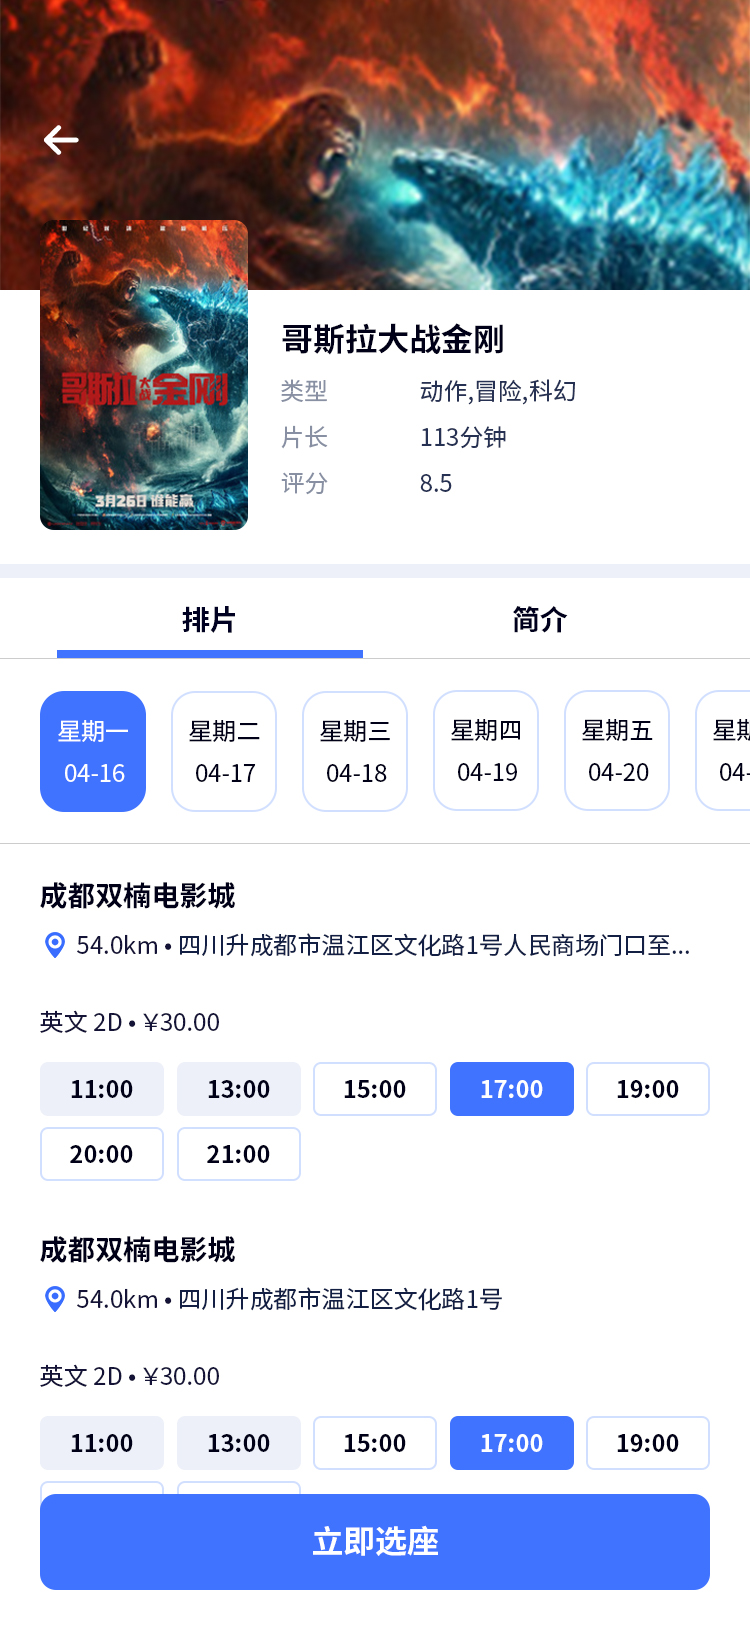 哥斯拉大战金刚
3月26日 谁能赢
哥斯拉大战金刚
类型 动作,冒险,科幻
片长 113分钟
评分 8.5
排片 简介
星期一 星期二 星期三 星期四 星期五
04-16 04-17 04-18 04-19 04-20 04-
成都双楠电影城
54.0km • 四川升成都市温江区文化路1号人民商场门口至...
英文 2D • ¥30.00
11:00 13:00 15:00 17:00 19:00
20:00 21:00
成都双楠电影城
54.0km • 四川升成都市温江区文化路1号
英文 2D • ¥30.00
11:00 13:00 15:00 17:00 19:00
立即选座